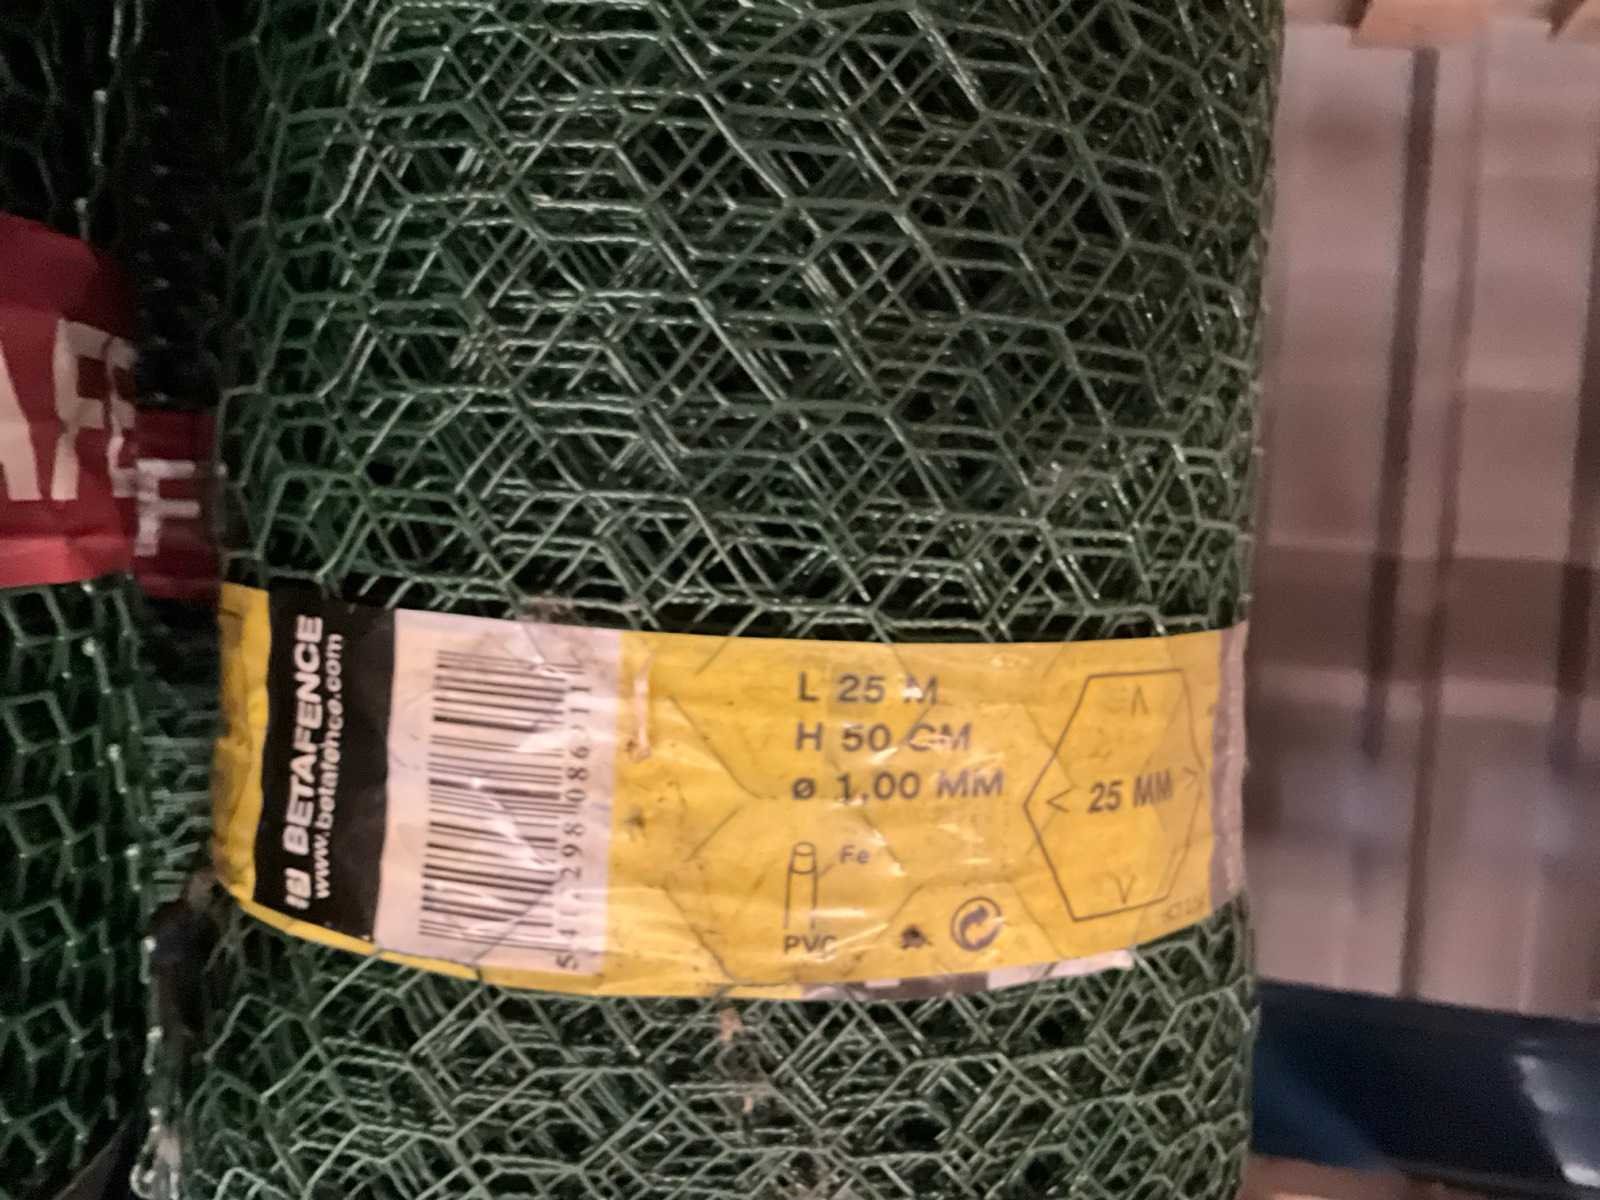 BETAFENCE
www.betafence.com
L 25 M
H 50 CM
ø 1,00 MM
< 25 MM >
Fe
PVC